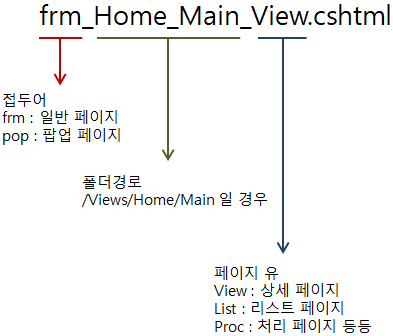 frm_Home_Main_View.cshtml
접두어
frm : 일반 페이지
pop : 팝업 페이지
폴더경로
/Views/Home/Main 일 경우
페이지 유
View : 상세 페이지
List : 리스트 페이지
Proc : 처리 페이지 등등